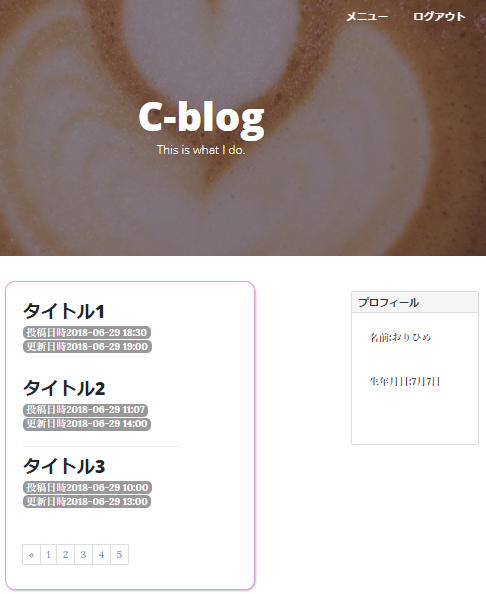 メニュー ログアウト
C-blog
This is what I do.
タイトル1
投稿日時2018-06-29 18:30
更新日時2018-06-29 19:00
タイトル2
投稿日時2018-06-29 11:07
更新日時2018-06-29 14:00
タイトル3
投稿日時2018-06-29 10:00
更新日時2018-06-29 13:00
« 1 2 3 4 5
プロフィール
名前:おりひめ
生年月日:7月7日